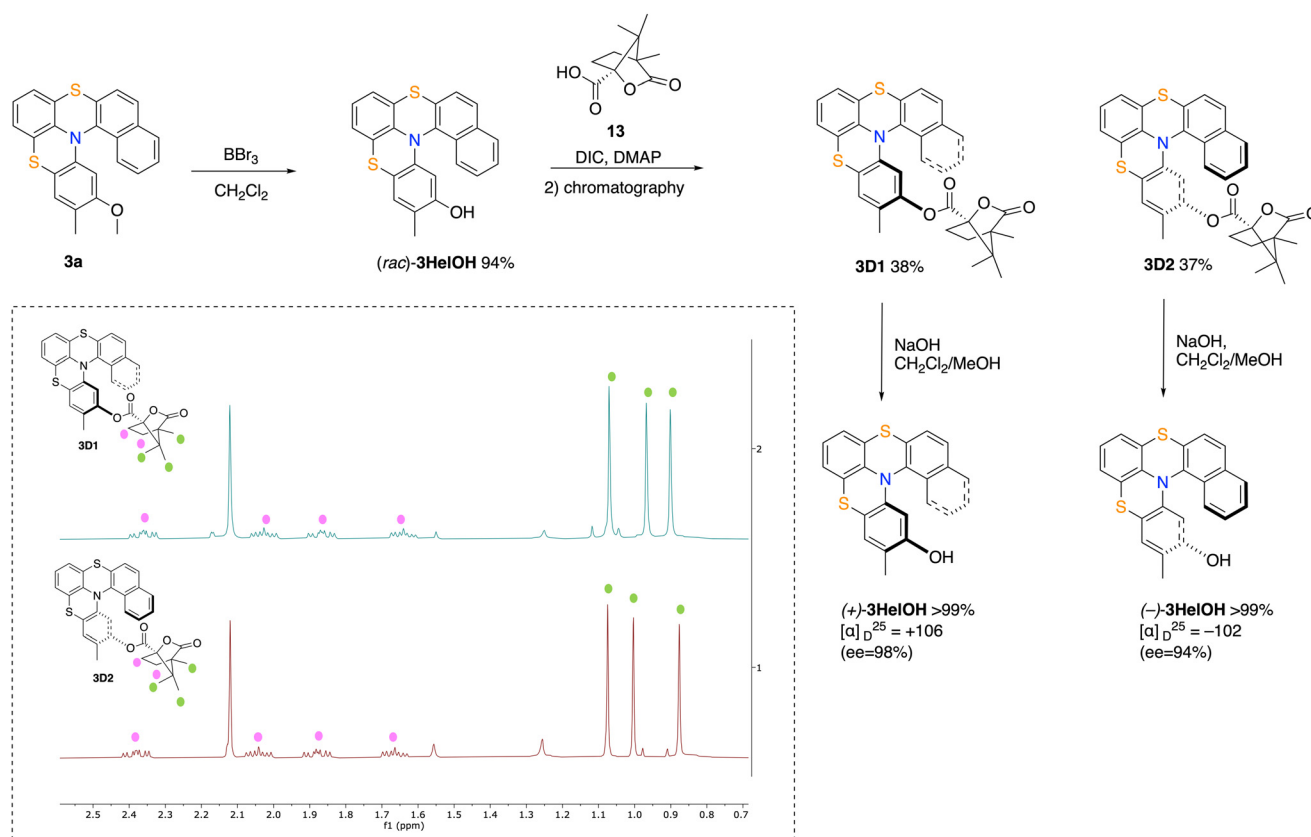 S
N
S
O
3a
BBr3
CH2Cl2
S
N
S
OH
(rac)-3HelOH 94%
HO
O
O
O
13
DIC, DMAP
2) chromatography
S
N
S
O
O
O
O
3D1 38%
S
N
S
O
O
O
O
3D2 37%
NaOH
CH2Cl2/MeOH
NaOH,
CH2Cl2/MeOH
S
N
S
OH
(+)-3HelOH >99%
[α]D25 = +106
(ee=98%)
S
N
S
OH
(–)-3HelOH >99%
[α]D25 = –102
(ee=94%)
S
N
S
O
O
O
O
3D1
2
S
N
S
O
O
O
O
3D2
1
2.5 2.4 2.3 2.2 2.1 2.0 1.9 1.8 1.7 1.6 1.5 1.4 1.3 1.2 1.1 1.0 0.9 0.8 0.7
f1 (ppm)